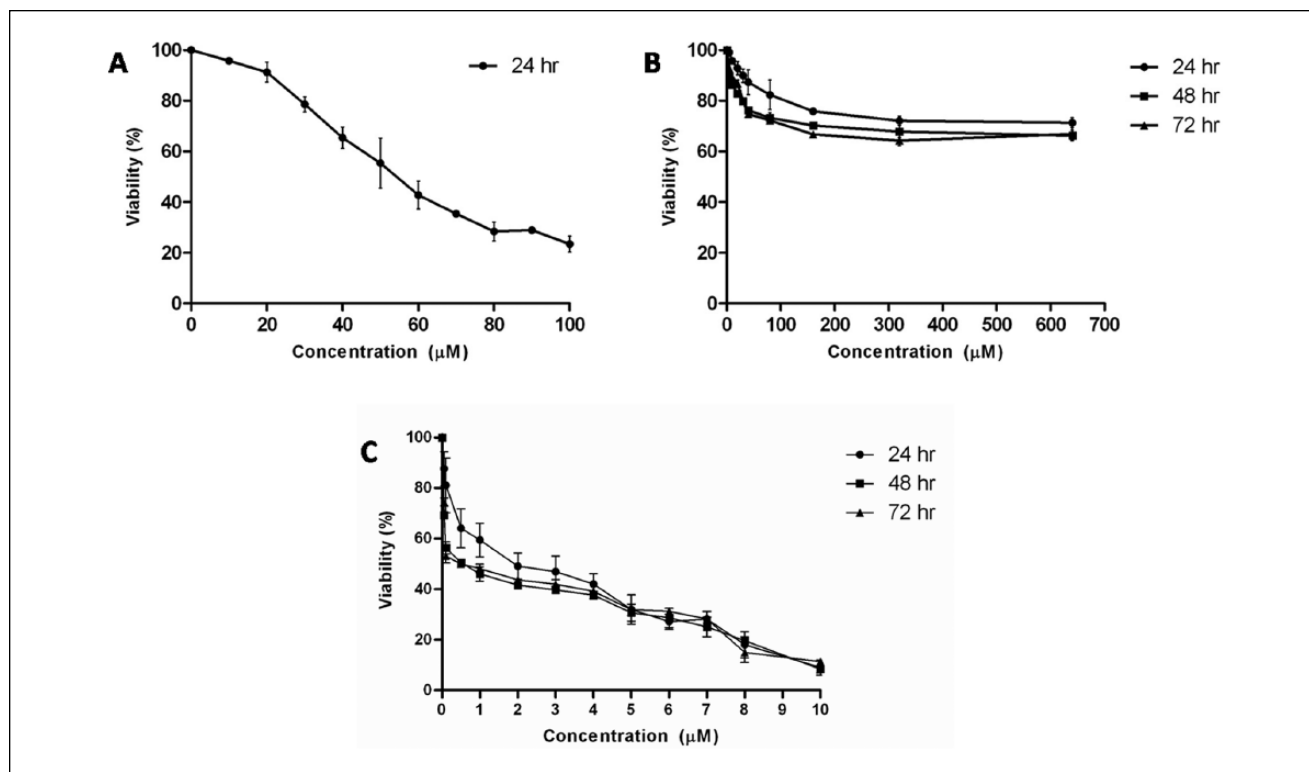 A
24 hr
100
80
60
40
20
0
Viability (%)
0 20 40 60 80 100
Concentration (μM)
B
24 hr
48 hr
72 hr
100
80
60
40
20
0
Viability (%)
0 100 200 300 400 500 600 700
Concentration (μM)
C
24 hr
48 hr
72 hr
100
80
60
40
20
0
Viability (%)
0 1 2 3 4 5 6 7 8 9 10
Concentration (μM)